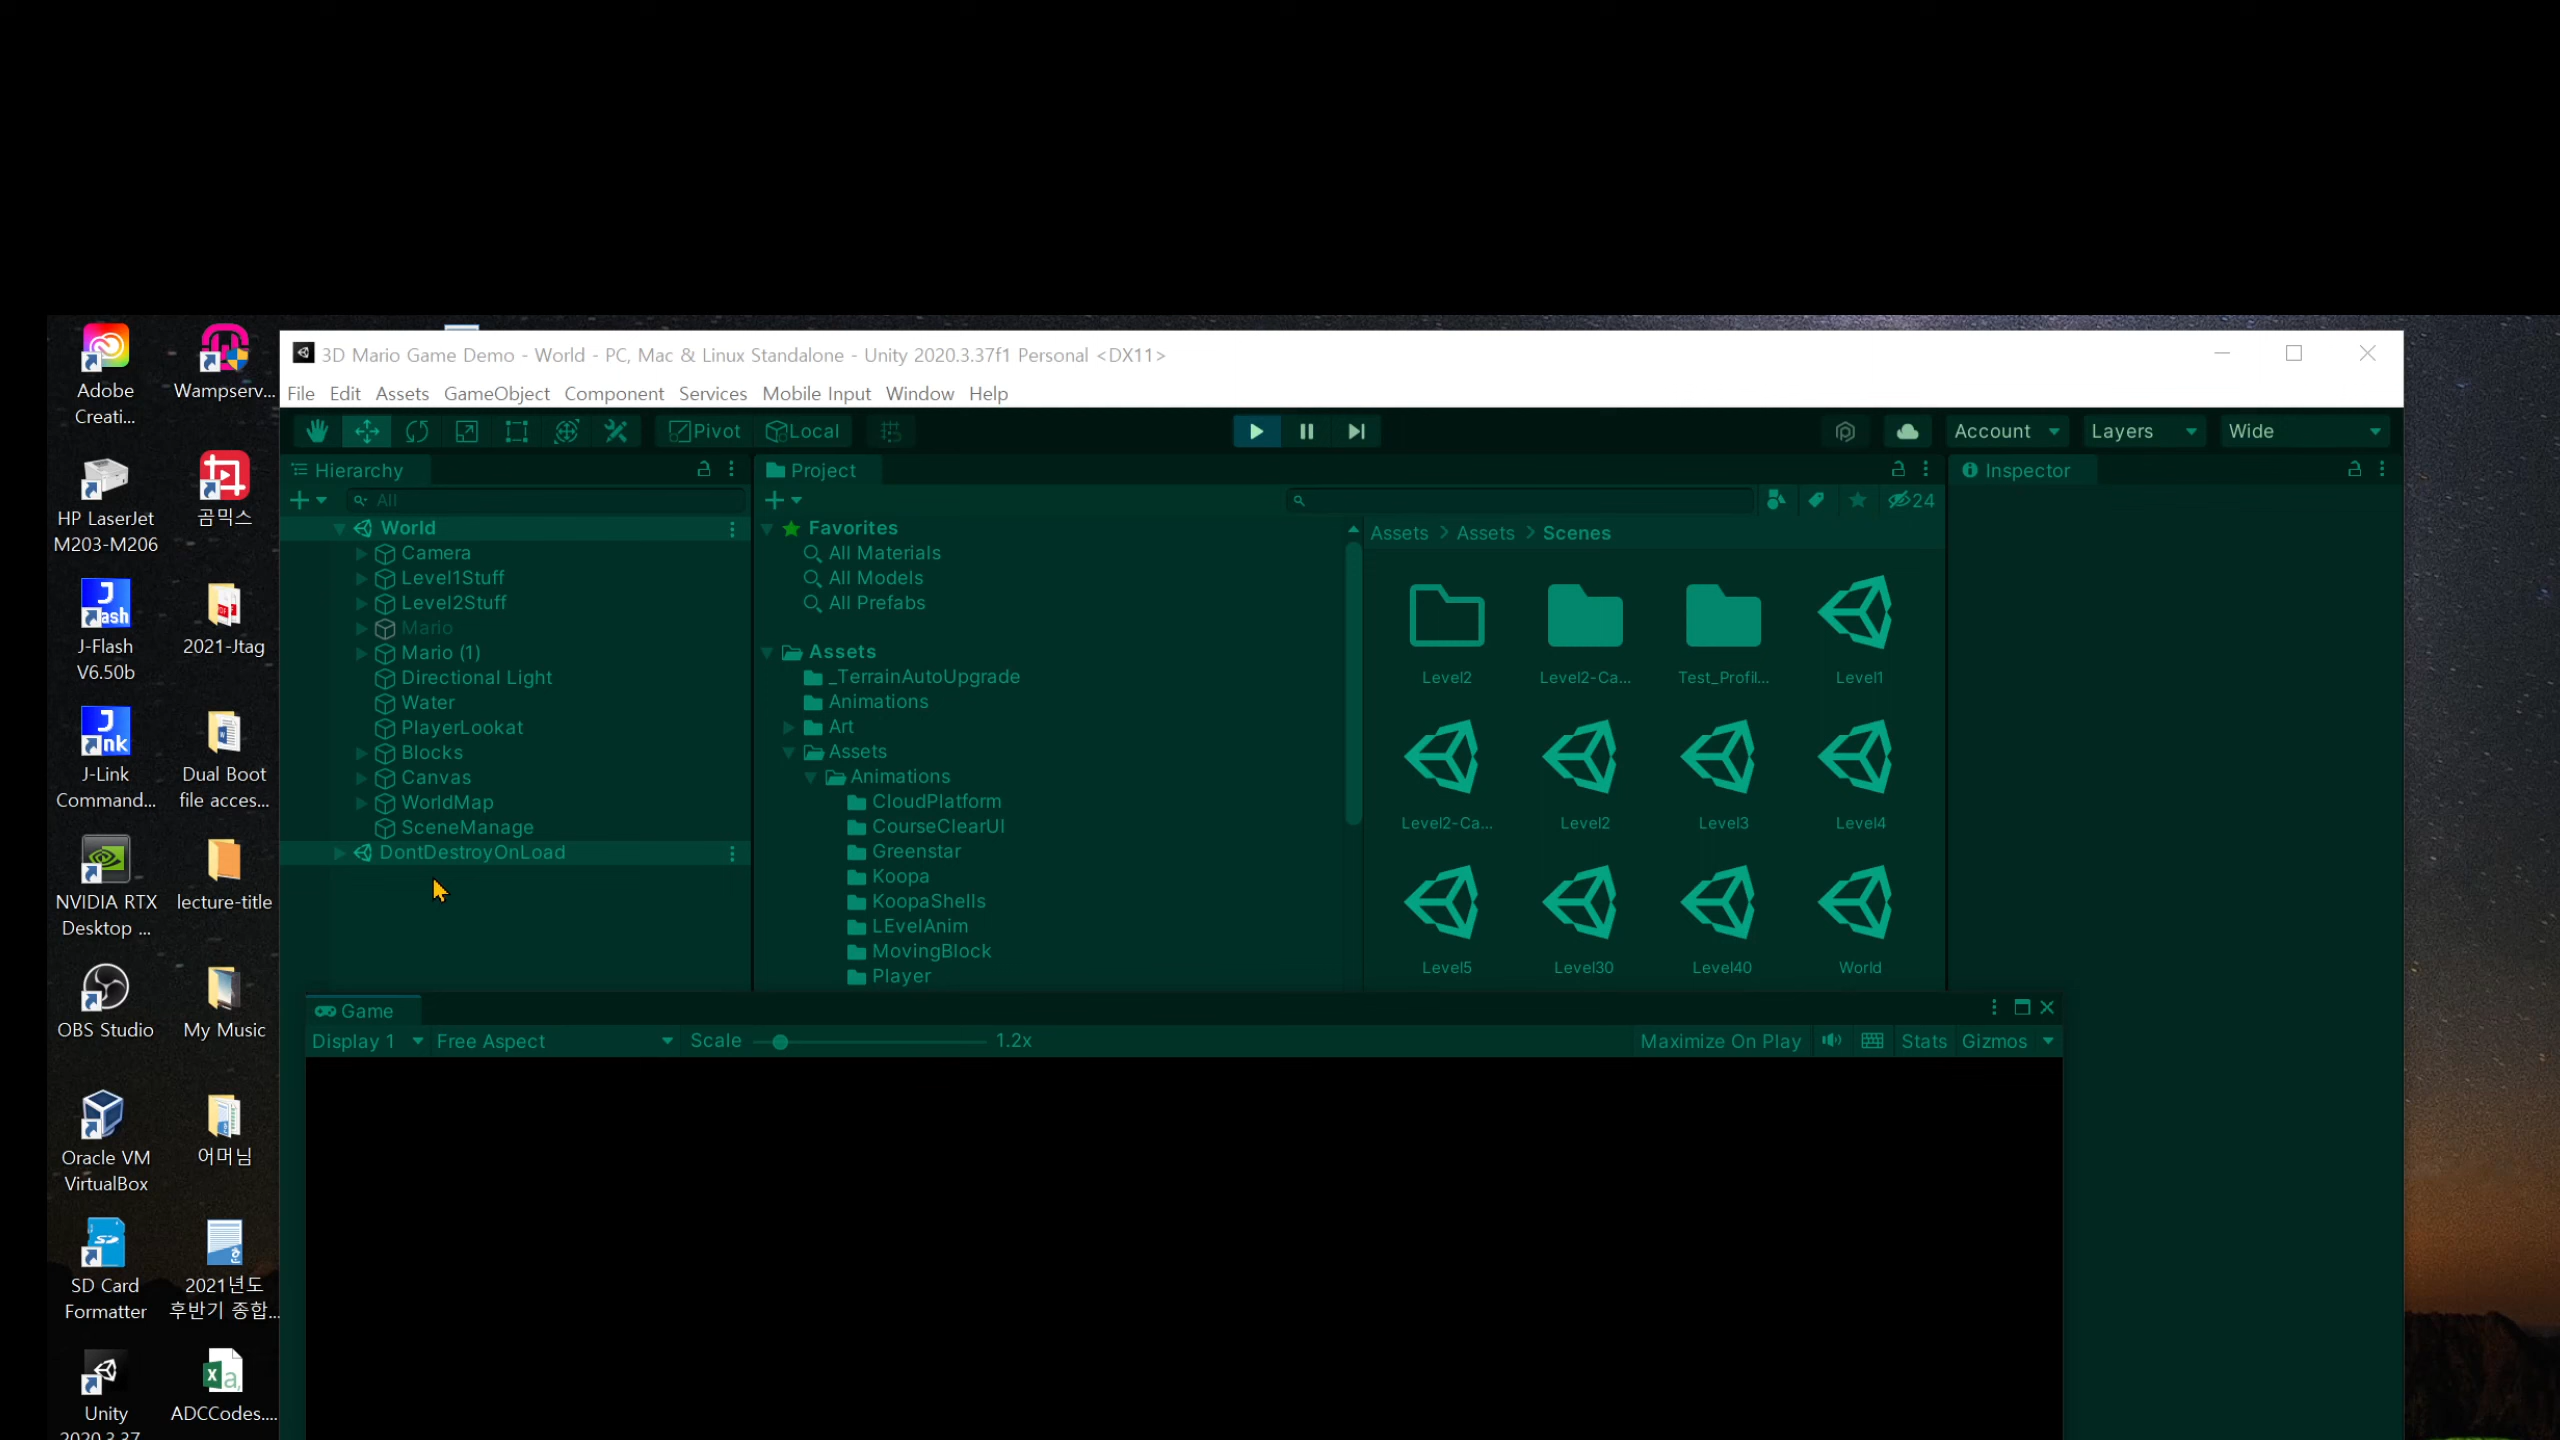 3D Mario Game Demo - World - PC, Mac & Linux Standalone - Unity 2020.3.37f1 Personal <DX11>
File Edit Assets GameObject Component Services Mobile Input Window Help
Pivot Local Account Layers Wide
Hierarchy
All
World
Camera
Level1Stuff
Level2Stuff
Mario
Mario (1)
Directional Light
Water
PlayerLookat
Blocks
Canvas
WorldMap
SceneManage
DontDestroyOnLoad
Project
24
Favorites
All Materials
All Models
All Prefabs
Assets
_TerrainAutoUpgrade
Animations
Art
Assets
Animations
CloudPlatform
CourseClearUI
Greenstar
Koopa
KoopaShells
LEvelAnim
MovingBlock
Player
Assets > Assets > Scenes
Level2 Level2-Ca... Test_Profil... Level1
Level2-Ca... Level2 Level3 Level4
Level5 Level30 Level40 World
Inspector
Game
Display 1 Free Aspect Scale 1.2x Maximize On Play Stats Gizmos
Adobe
Creati...
Wampserv...
HP LaserJet
M203-M206
곰믹스
J-Flash
V6.50b
2021-Jtag
J-Link
Command...
Dual Boot
file acces...
NVIDIA RTX
Desktop ...
lecture-title
OBS Studio
My Music
Oracle VM
VirtualBox
어머님
SD Card
Formatter
2021년도
후반기 종합...
Unity
2020.3.37
ADCCodes....